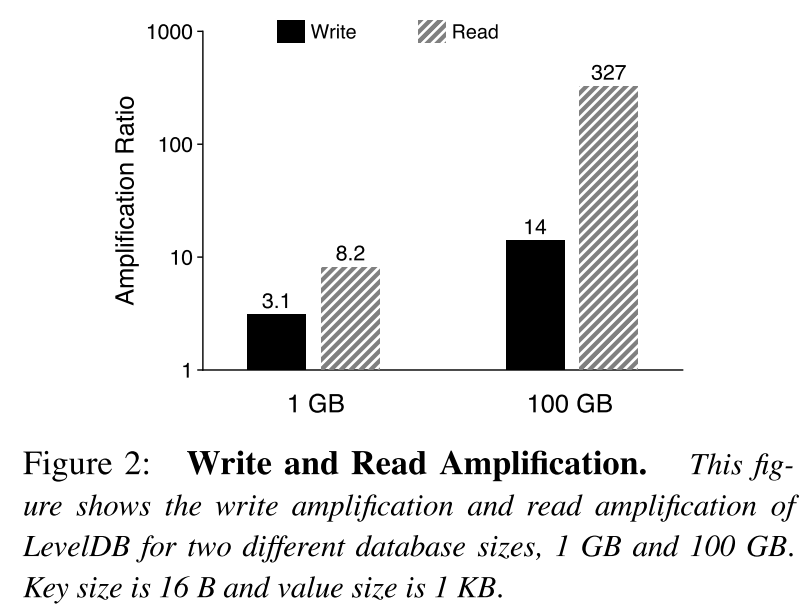 1000
Write
Read
327
100
14
10
8.2
3.1
1
Amplification Ratio
1 GB
100 GB
Figure 2: Write and Read Amplification. This fig-
ure shows the write amplification and read amplification of
LevelDB for two different database sizes, 1 GB and 100 GB.
Key size is 16 B and value size is 1 KB.